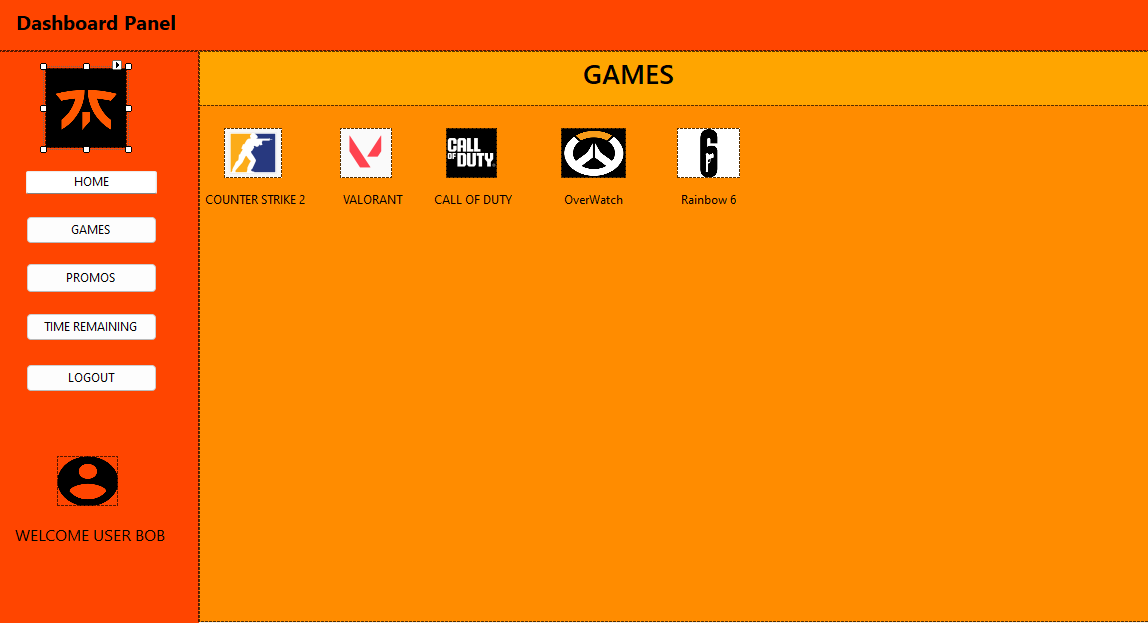 Dashboard Panel
GAMES
HOME
GAMES
PROMOS
TIME REMAINING
LOGOUT
WELCOME USER BOB
CALL
OF DUTY
6
COUNTER STRIKE 2
VALORANT
CALL OF DUTY
OverWatch
Rainbow 6